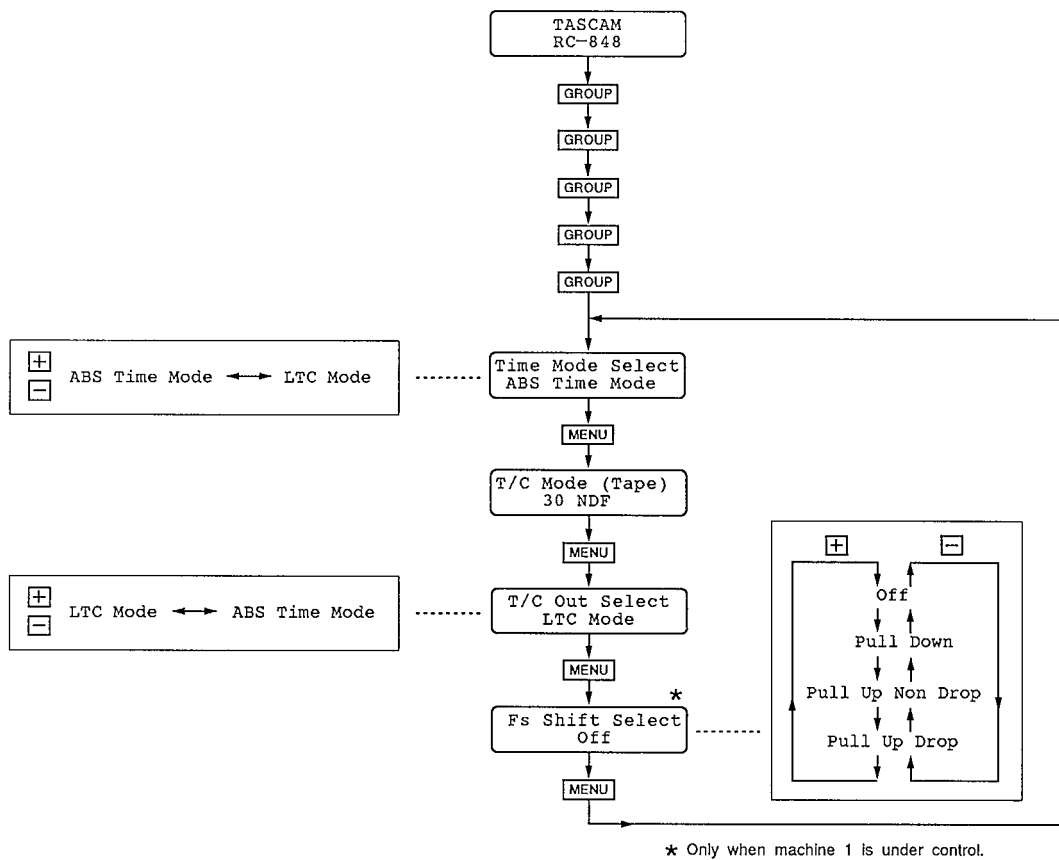 TASCAM
RC-848
GROUP
GROUP
GROUP
GROUP
GROUP
+
-
ABS Time Mode ↔ LTC Mode
Time Mode Select
ABS Time Mode
MENU
T/C Mode (Tape)
30 NDF
MENU
+
-
LTC Mode ↔ ABS Time Mode
T/C Out Select
LTC Mode
MENU
*
Fs Shift Select
Off
MENU
+ -
Off
Pull Down
Pull Up Non Drop
Pull Up Drop
* Only when machine 1 is under control.